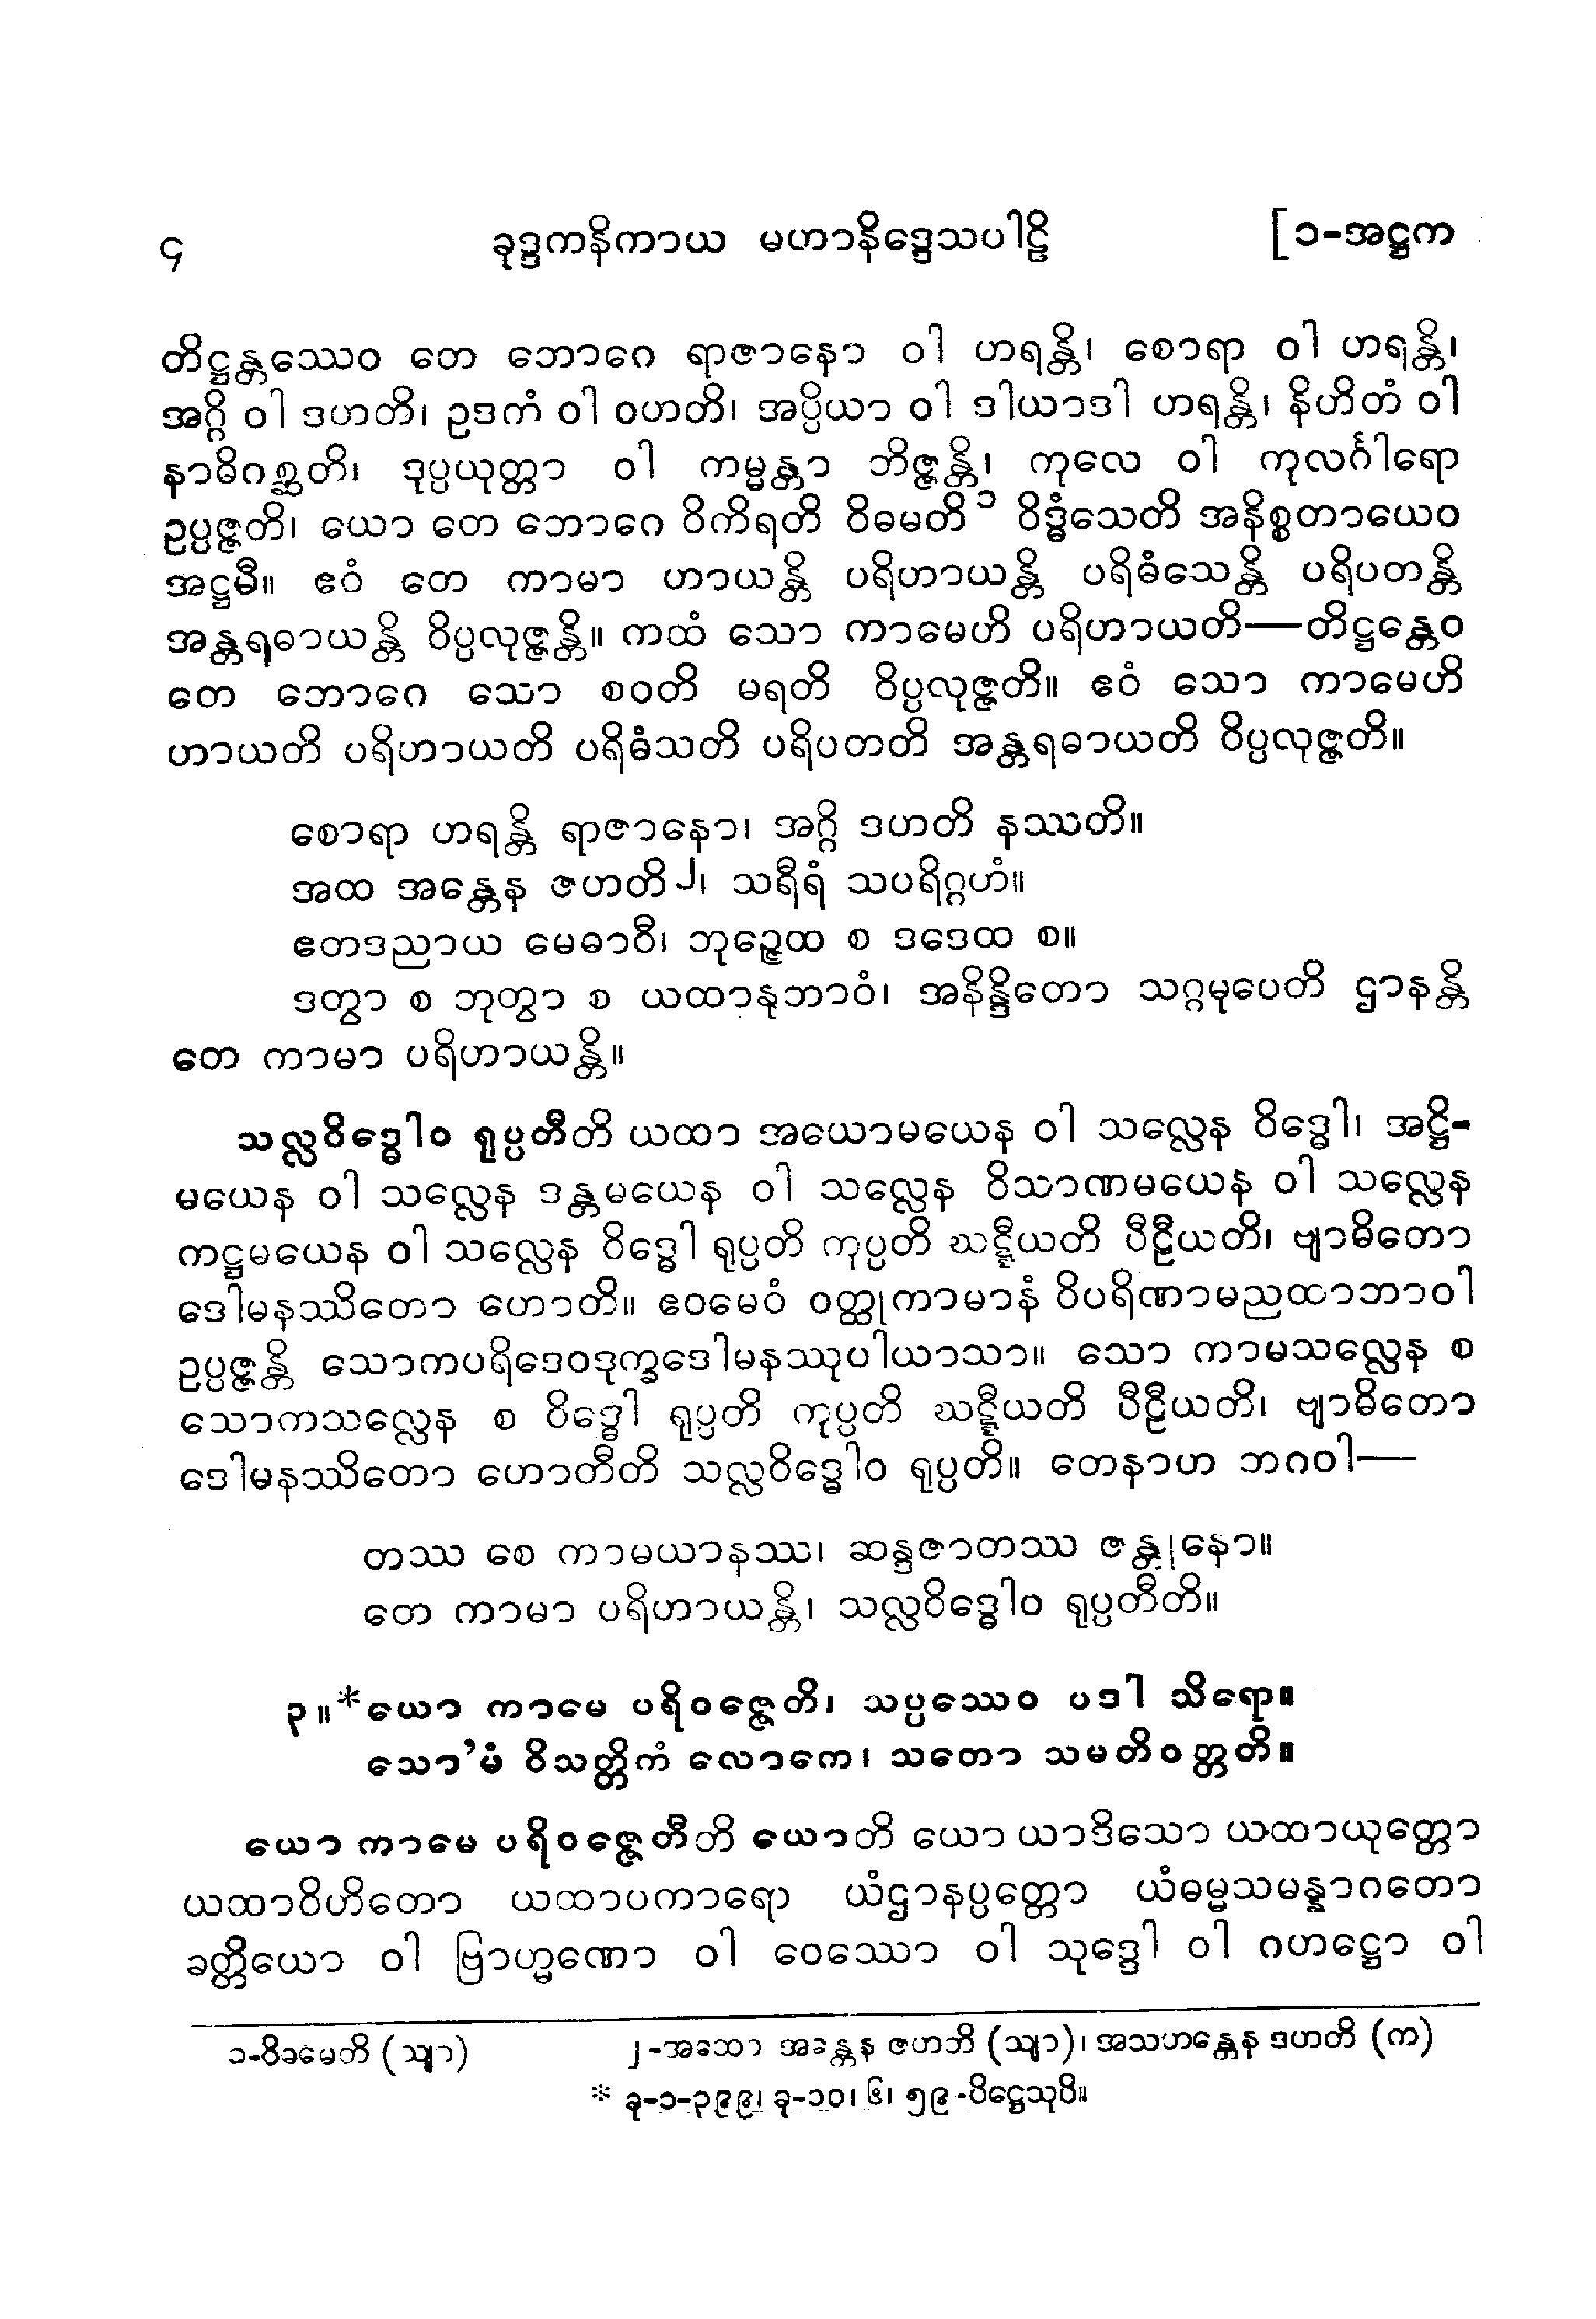 ၄ ခုဒ္ဒကနိကာယ မဟာနိဒ္ဒေသပါဠိ [၁-အဋ္ဌက
တိဋ္ဌန္တဿေဝ တေ ဘောဂေ ရာဇာနော ဝါ ဟရန္တိ၊ စောရာ ဝါ ဟရန္တိ၊
အဂ္ဂိ ဝါ ဒဟတိ၊ ဥဒကံ ဝါ ဝဟတိ၊ အပ္ပိယာ ဝါ ဒါယာဒါ ဟရန္တိ၊ နိဟိတံ ဝါ
နာဓိဂစ္ဆတိ၊ ဒုပ္ပယုတ္တာ ဝါ ကမ္မန္တာ ဘိဇ္ဇန္တိ၊ ကုလေ ဝါ ကုလင်္ဂါရော
ဥပ္ပဇ္ဇတိ၊ ယော တေ ဘောဂေ ဝိကိရတိ ဝိဓမတိ၁ ဝိဒ္ဓံသေတိ အနိစ္စတာယေဝ
အဋ္ဌမီ။ ဧဝံ တေ ကာမာ ဟာယန္တိ ပရိဟာယန္တိ ပရိဓံသေန္တိ ပရိပတန္တိ
အန္တရဓာယန္တိ ဝိပ္ပလုဇ္ဇန္တိ။ ကထံ သော ကာမေဟိ ပရိဟာယတိ—တိဋ္ဌန္တေဝ
တေ ဘောဂေ သော စဝတိ မရတိ ဝိပ္ပလုဇ္ဇတိ။ ဧဝံ သော ကာမေဟိ
ဟာယတိ ပရိဟာယတိ ပရိဓံသတိ ပရိပတတိ အန္တရဓာယတိ ဝိပ္ပလုဇ္ဇတိ။
စောရာ ဟရန္တိ ရာဇာနော၊ အဂ္ဂိ ဒဟတိ နဿတိ။
အထ အန္တေန ဇဟတိ၂၊ သရီရံ သပရိဂ္ဂဟံ။
ဧတဒညာယ မေဓာဝီ၊ ဘုဉ္ဇေထ စ ဒဒေထ စ။
ဒတွာ စ ဘုတွာ စ ယထာနုဘာဝံ၊ အနိန္ဒိတော သဂ္ဂမုပေတိ ဌာနန္တိ
တေ ကာမာ ပရိဟာယန္တိ။
သလ္လဝိဒ္ဓေါဝ ရုပ္ပတီတိ ယထာ အယောမယေန ဝါ သလ္လေန ဝိဒ္ဓေါ၊ အဋ္ဌိ-
မယေန ဝါ သလ္လေန ဒန္တမယေန ဝါ သလ္လေန ဝိသာဏမယေန ဝါ သလ္လေန
ကဋ္ဌမယေန ဝါ သလ္လေန ဝိဒ္ဓေါ ရုပ္ပတိ ကုပ္ပတိ ဃဋ္ဋီယတိ ပီဠီယတိ၊ ဗျာဓိတော
ဒေါမနဿိတော ဟောတိ။ ဧဝမေဝံ ဝတ္ထုကာမာနံ ဝိပရိဏာမညထာဘာဝါ
ဥပ္ပဇ္ဇန္တိ သောကပရိဒေဝဒုက္ခဒေါမနဿုပါယာသာ။ သော ကာမသလ္လေန စ
သောကသလ္လေန စ ဝိဒ္ဓေါ ရုပ္ပတိ ကုပ္ပတိ ဃဋ္ဋီယတိ ပီဠီယတိ၊ ဗျာဓိတော
ဒေါမနဿိတော ဟောတီတိ သလ္လဝိဒ္ဓေါဝ ရုပ္ပတိ။ တေနာဟ ဘဂဝါ—
တဿ စေ ကာမယာနဿ၊ ဆန္ဒဇာတဿ ဇန္တုနော။
တေ ကာမာ ပရိဟာယန္တိ၊ သလ္လဝိဒ္ဓေါဝ ရုပ္ပတီတိ။
၃။*ယော ကာမေ ပရိဝဇ္ဇေတိ၊ သပ္ပဿေဝ ပဒါ သိရော။
သော’မံ ဝိသတ္တိကံ လောကေ၊ သတော သမတိဝတ္တတိ။
ယော ကာမေ ပရိဝဇ္ဇေတီတိ ယောတိ ယော ယာဒိသော ယထာယုတ္တော
ယထာဝိဟိတော ယထာပကာရော ယံဌာနပ္ပတ္တော ယံဓမ္မသမန္နာဂတော
ခတ္တိယော ဝါ ဗြာဟ္မဏော ဝါ ဝေဿော ဝါ သုဒ္ဒေါ ဝါ ဂဟဋ္ဌော ဝါ
၁-ဝိဓမေတိ (သျာ) ၂-အထော အန္တေန ဇဟတိ (သျာ)၊ အသဟန္တေန ဒဟတိ (က)
* ခု-၁-၃၉၉၊ ခု-၁၀၊ ၆၊ ၅၉-ပိဋ္ဌေသုပိ။